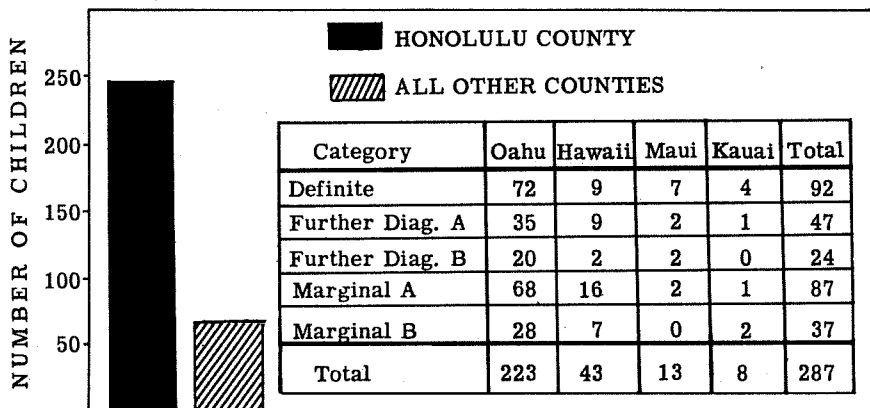 NUMBER OF CHILDREN
250
200
150
100
50
HONOLULU COUNTY
ALL OTHER COUNTIES
Category Oahu Hawaii Maui Kauai Total
Definite 72 9 7 4 92
Further Diag. A 35 9 2 1 47
Further Diag. B 20 2 2 0 24
Marginal A 68 16 2 1 87
Marginal B 28 7 0 2 37
Total 223 43 13 8 287